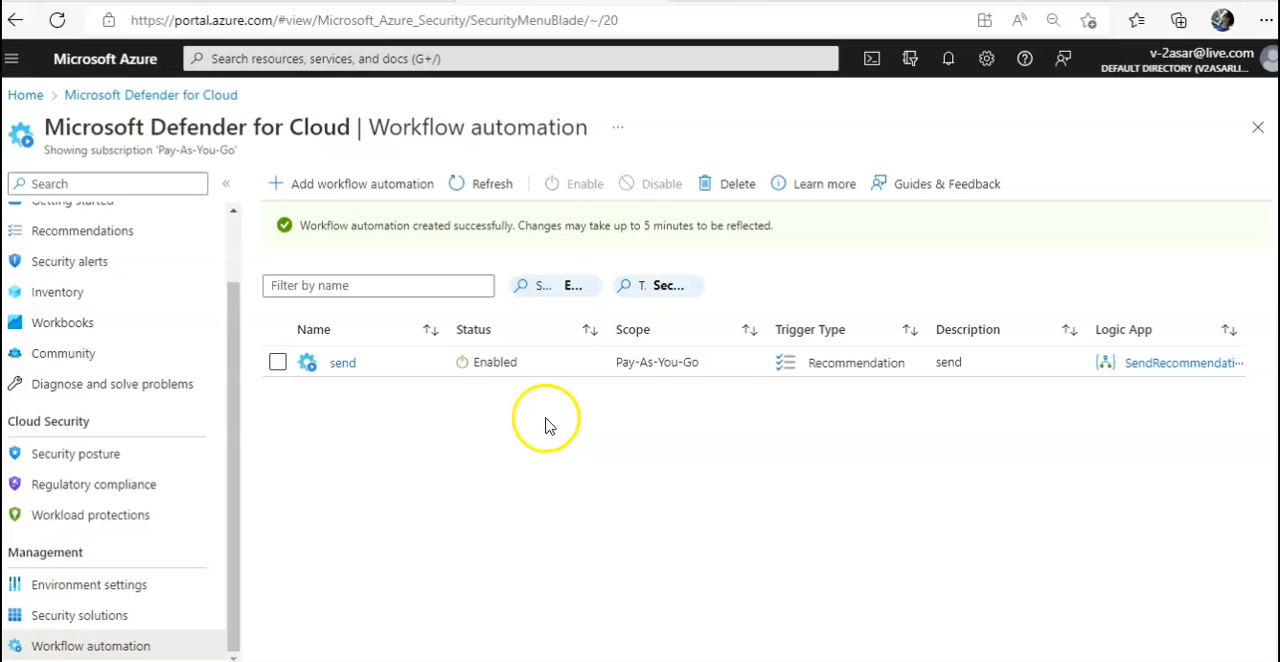 https://portal.azure.com/#view/Microsoft_Azure_Security/SecurityMenuBlade/~/20
Microsoft Azure
Search resources, services, and docs (G+/)
v-2asar@live.com
DEFAULT DIRECTORY (V2ASARLI...
Home > Microsoft Defender for Cloud
Microsoft Defender for Cloud | Workflow automation ...
Showing subscription 'Pay-As-You-Go'
Search
«
Add workflow automation
Refresh
Enable
Disable
Delete
Learn more
Guides & Feedback
Getting started
Recommendations
Security alerts
Inventory
Workbooks
Community
Diagnose and solve problems
Cloud Security
Security posture
Regulatory compliance
Workload protections
Management
Environment settings
Security solutions
Workflow automation
Workflow automation created successfully. Changes may take up to 5 minutes to be reflected.
Filter by name
S... E...
T. Sec...
Name Status Scope Trigger Type Description Logic App
send Enabled Pay-As-You-Go Recommendation send SendRecommendati...